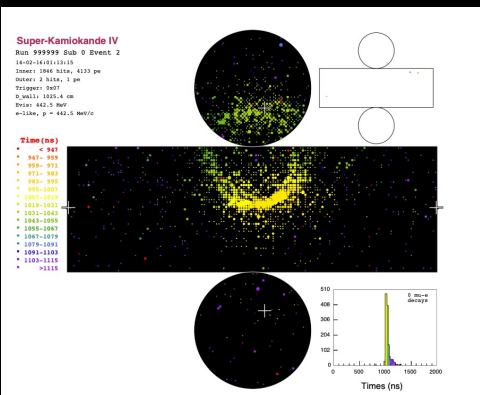 Super-Kamiokande IV
Run 999999 Sub 0 Event 2
14-02-16:01:13:15
Inner: 1846 hits, 4133 pe
Outer: 2 hits, 1 pe
Trigger: 0x07
D_wall: 1025.4 cm
Evis: 442.5 MeV
e-like, p = 442.5 MeV/c
Time(ns)
< 947
947- 959
959- 971
971- 983
983- 995
995-1007
1007-1019
1019-1031
1031-1043
1043-1055
1055-1067
1067-1079
1079-1091
1091-1103
1103-1115
>1115
0 mu-e
decays
510
408
306
204
102
0
0 500 1000 1500 2000
Times (ns)